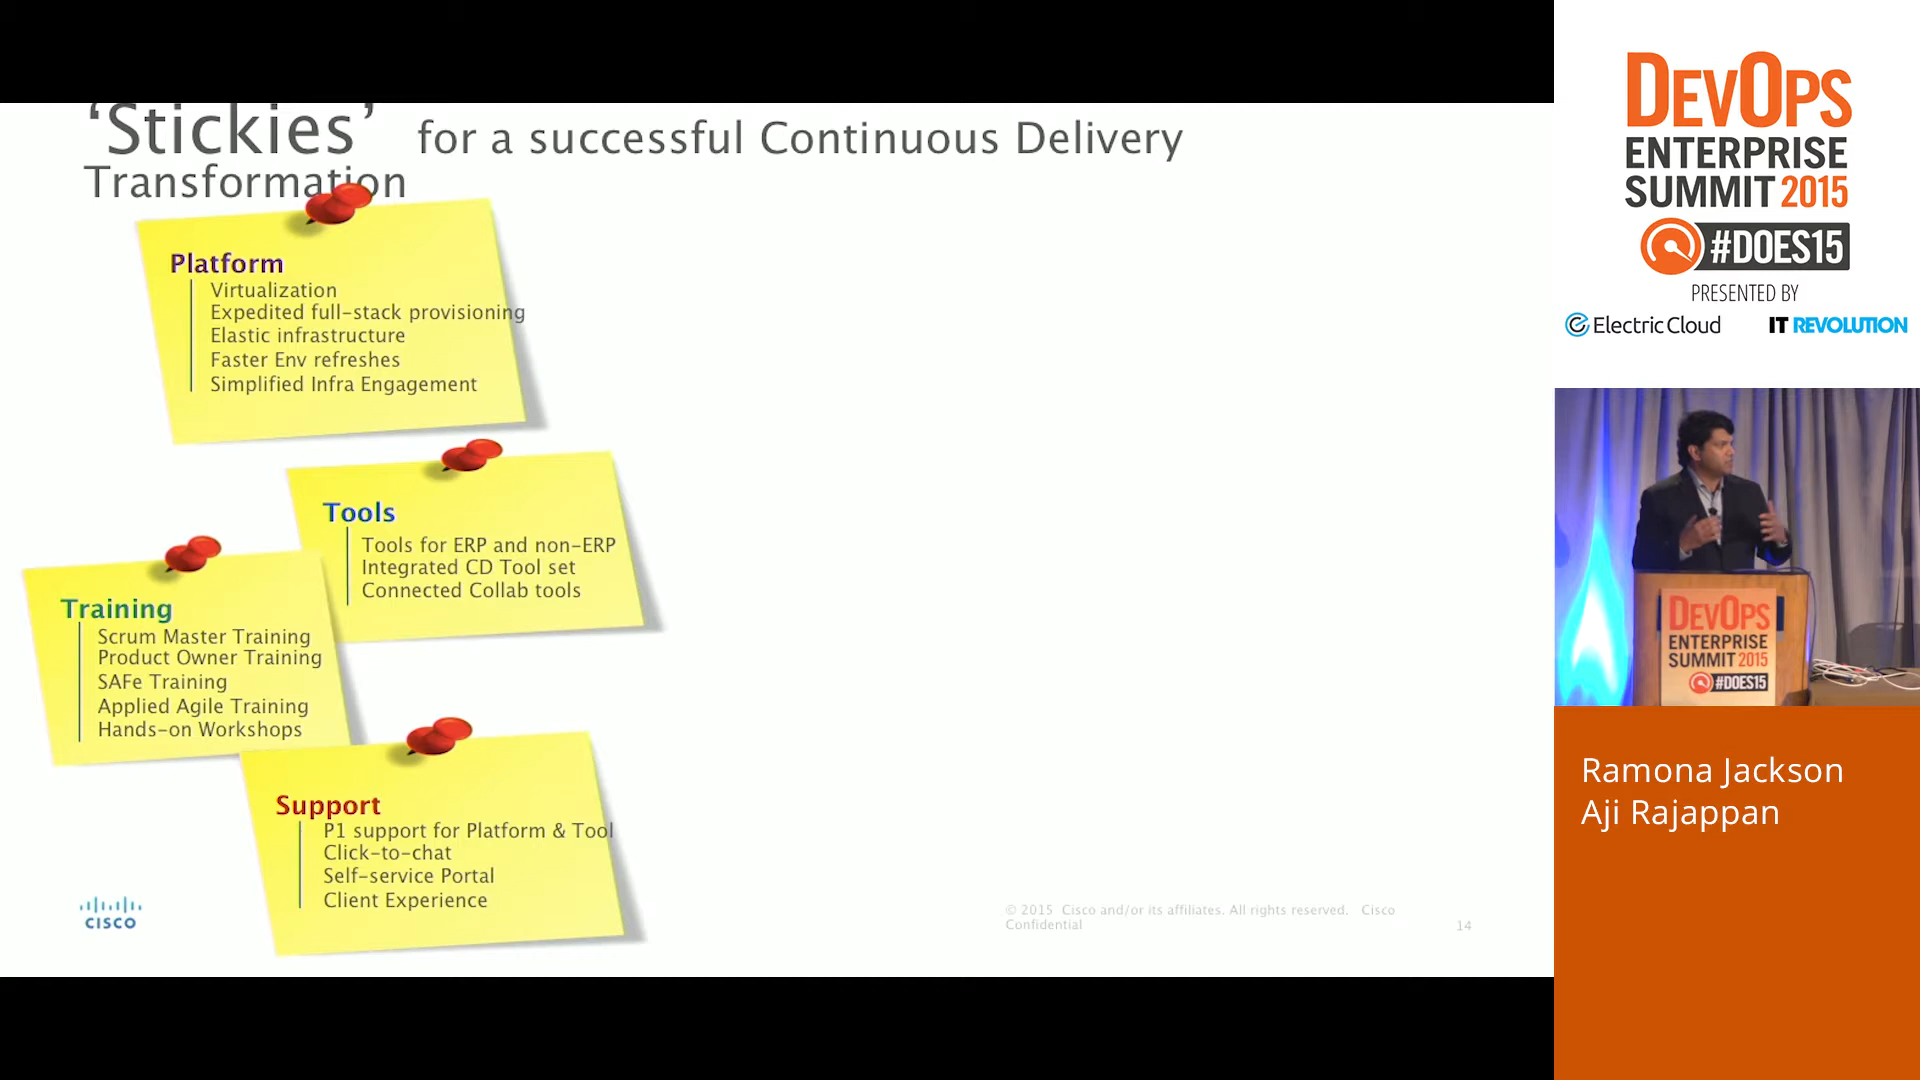 ‘Stickies’ for a successful Continuous Delivery
Transformation
Platform
Virtualization
Expedited full-stack provisioning
Elastic infrastructure
Faster Env refreshes
Simplified Infra Engagement
Tools
Tools for ERP and non-ERP
Integrated CD Tool set
Connected Collab tools
Training
Scrum Master Training
Product Owner Training
SAFe Training
Applied Agile Training
Hands-on Workshops
Support
P1 support for Platform & Tool
Click-to-chat
Self-service Portal
Client Experience
CISCO
© 2015 Cisco and/or its affiliates. All rights reserved. Cisco
Confidential
14
DEVOPS
ENTERPRISE
SUMMIT 2015
#DOES15
PRESENTED BY
Electric Cloud
IT REVOLUTION
DEVOPS
ENTERPRISE
SUMMIT 2015
#DOES15
Ramona Jackson
Aji Rajappan